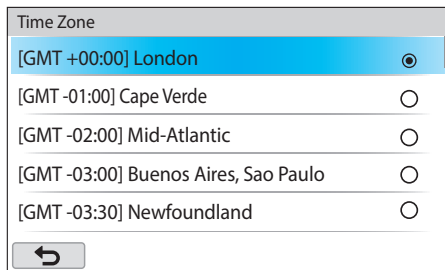 Time Zone
[GMT +00:00] London
[GMT -01:00] Cape Verde
[GMT -02:00] Mid-Atlantic
[GMT -03:00] Buenos Aires, Sao Paulo
[GMT -03:30] Newfoundland